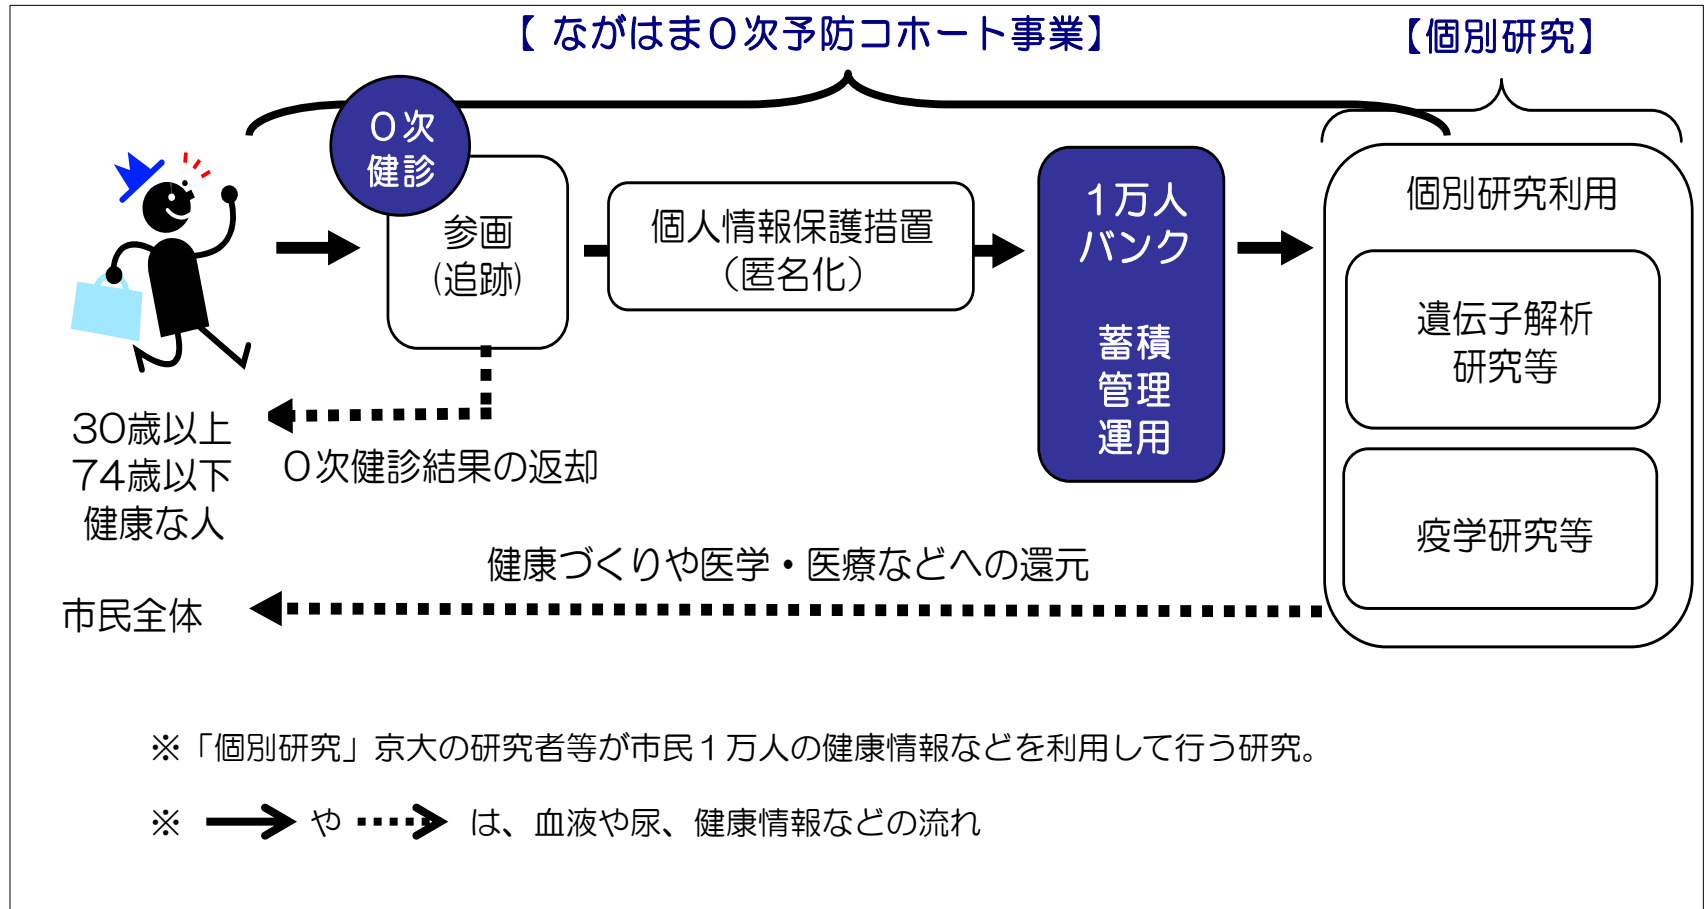 【 ながはま０次予防コホート事業】
【個別研究】
０次
健診
参画
(追跡)
個人情報保護措置
（匿名化）
１万人
バンク
蓄積
管理
運用
個別研究利用
遺伝子解析
研究等
疫学研究等
30歳以上
74歳以下
健康な人
０次健診結果の返却
健康づくりや医学・医療などへの還元
市民全体
※「個別研究」京大の研究者等が市民１万人の健康情報などを利用して行う研究。
※ や は、血液や尿、健康情報などの流れ